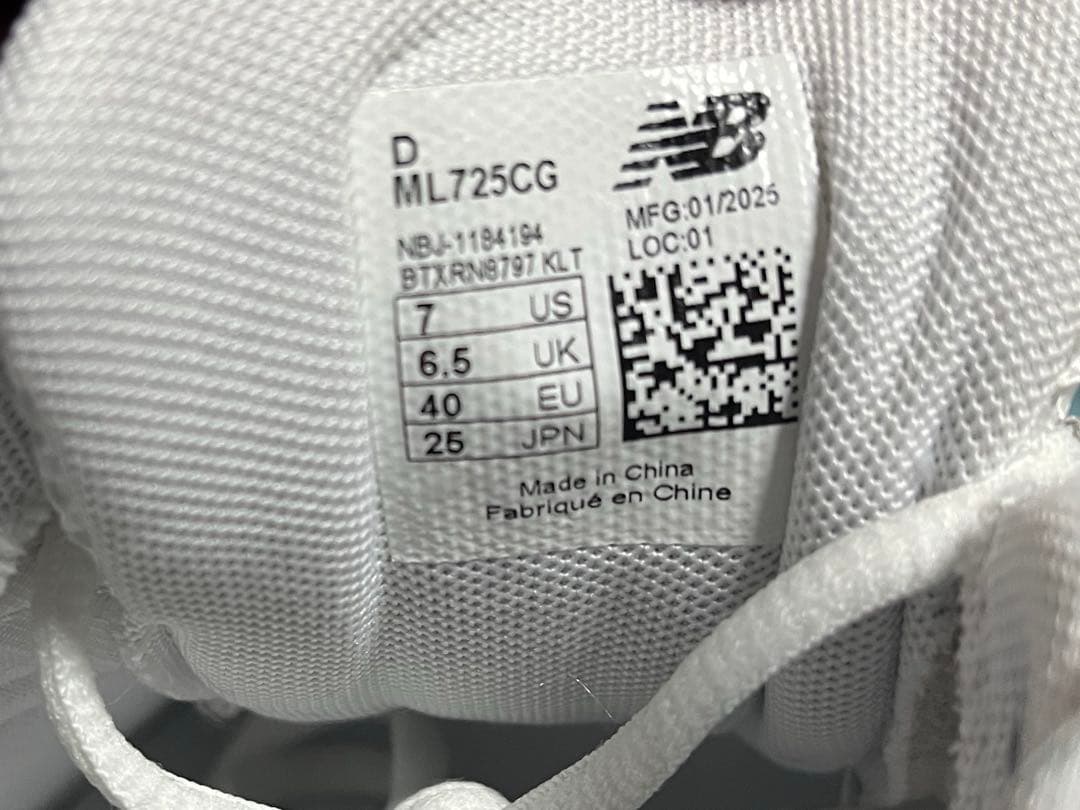 D
ML725CG
NBJ-1184194
BTXRN8797 KLT
7 US
6.5 UK
40 EU
25 JPN
NB
MFG:01/2025
LOC:01
Made in China
Fabriqué en Chine